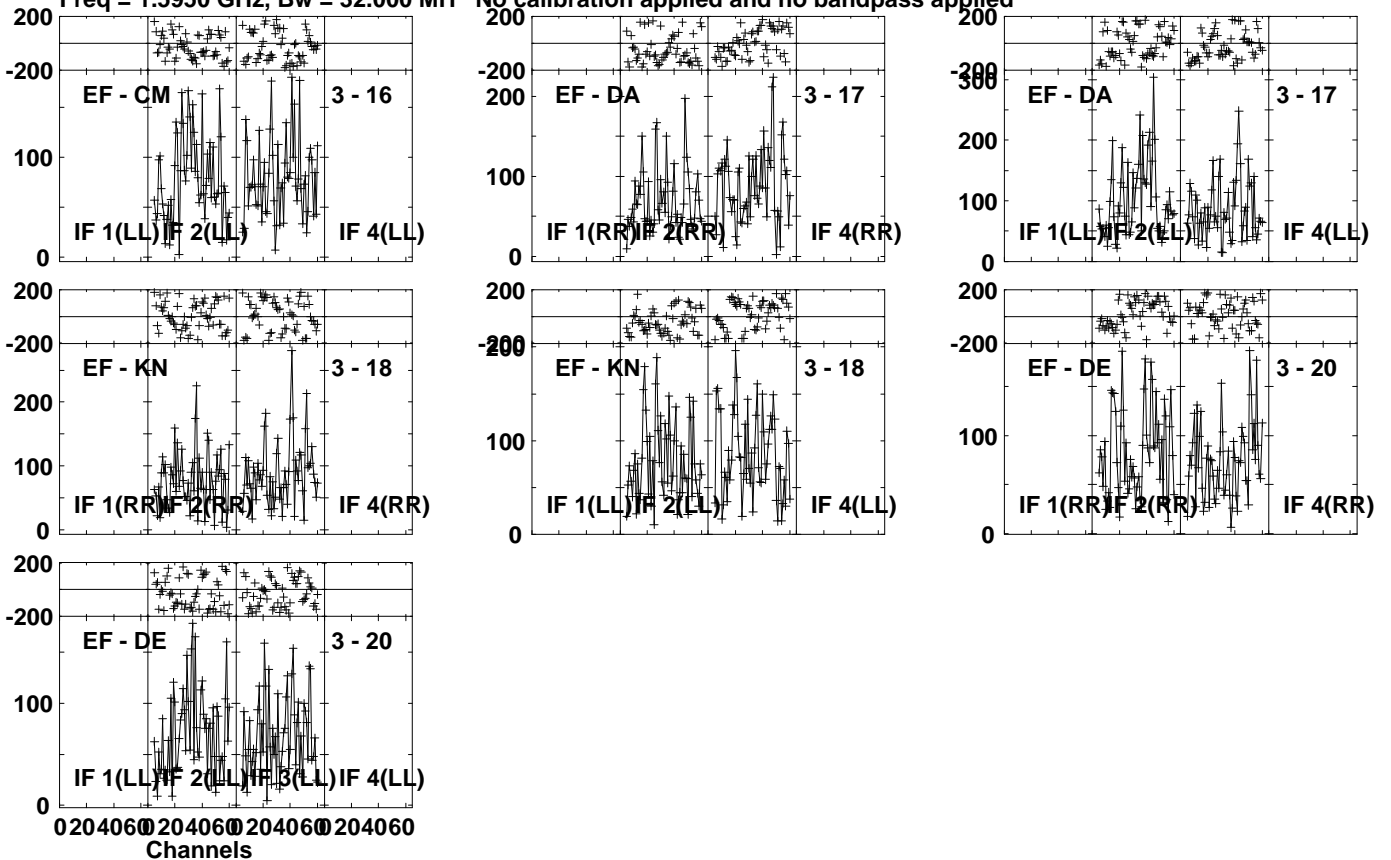 Freq = 1.5950 GHz, Bw = 32.000 MH No calibration applied and no bandpass applied
200
-200
EF - CM 3 - 16
100
IF 1(LL) IF 2(LL) IF 4(LL)
0
EF - DA 3 - 17
200
100
IF 1(RR) IF 2(RR) IF 4(RR)
0
-200
300
EF - DA 3 - 17
200
100
IF 1(LL) IF 2(LL) IF 4(LL)
0
200
-200
EF - KN 3 - 18
200
100
IF 1(RR) IF 2(RR) IF 4(RR)
0
200
-200
200
EF - KN 3 - 18
100
IF 1(LL) IF 2(LL) IF 4(LL)
0
200
-200
EF - DE 3 - 20
100
IF 1(RR) IF 2(RR) IF 4(RR)
0
200
-200
EF - DE 3 - 20
100
IF 1(LL) IF 2(LL) IF 3(LL) IF 4(LL)
0
0 20 40 60 0 20 40 60 0 20 40 60 0 20 40 60
Channels